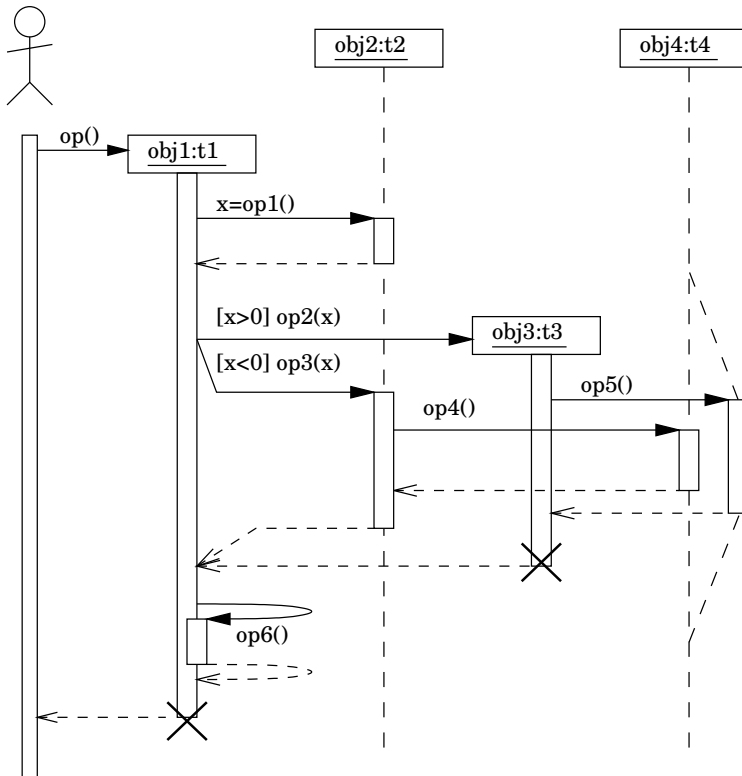 obj2:t2
obj4:t4
op()
obj1:t1
x=op1()
[x>0] op2(x)
obj3:t3
[x<0] op3(x)
op5()
op4()
op6()